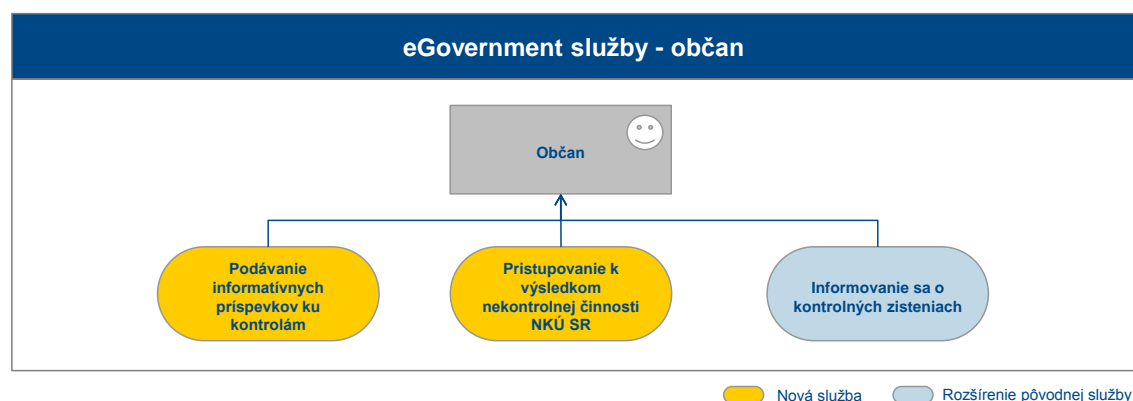 eGovernment služby - občan
Občan
Podávanie
informatívnych
príspevkov ku
kontrolám
Pristupovanie k
výsledkom
nekontrolnej činnosti
NKÚ SR
Informovanie sa o
kontrolných zisteniach
Nová služba
Rozšírenie pôvodnej služby